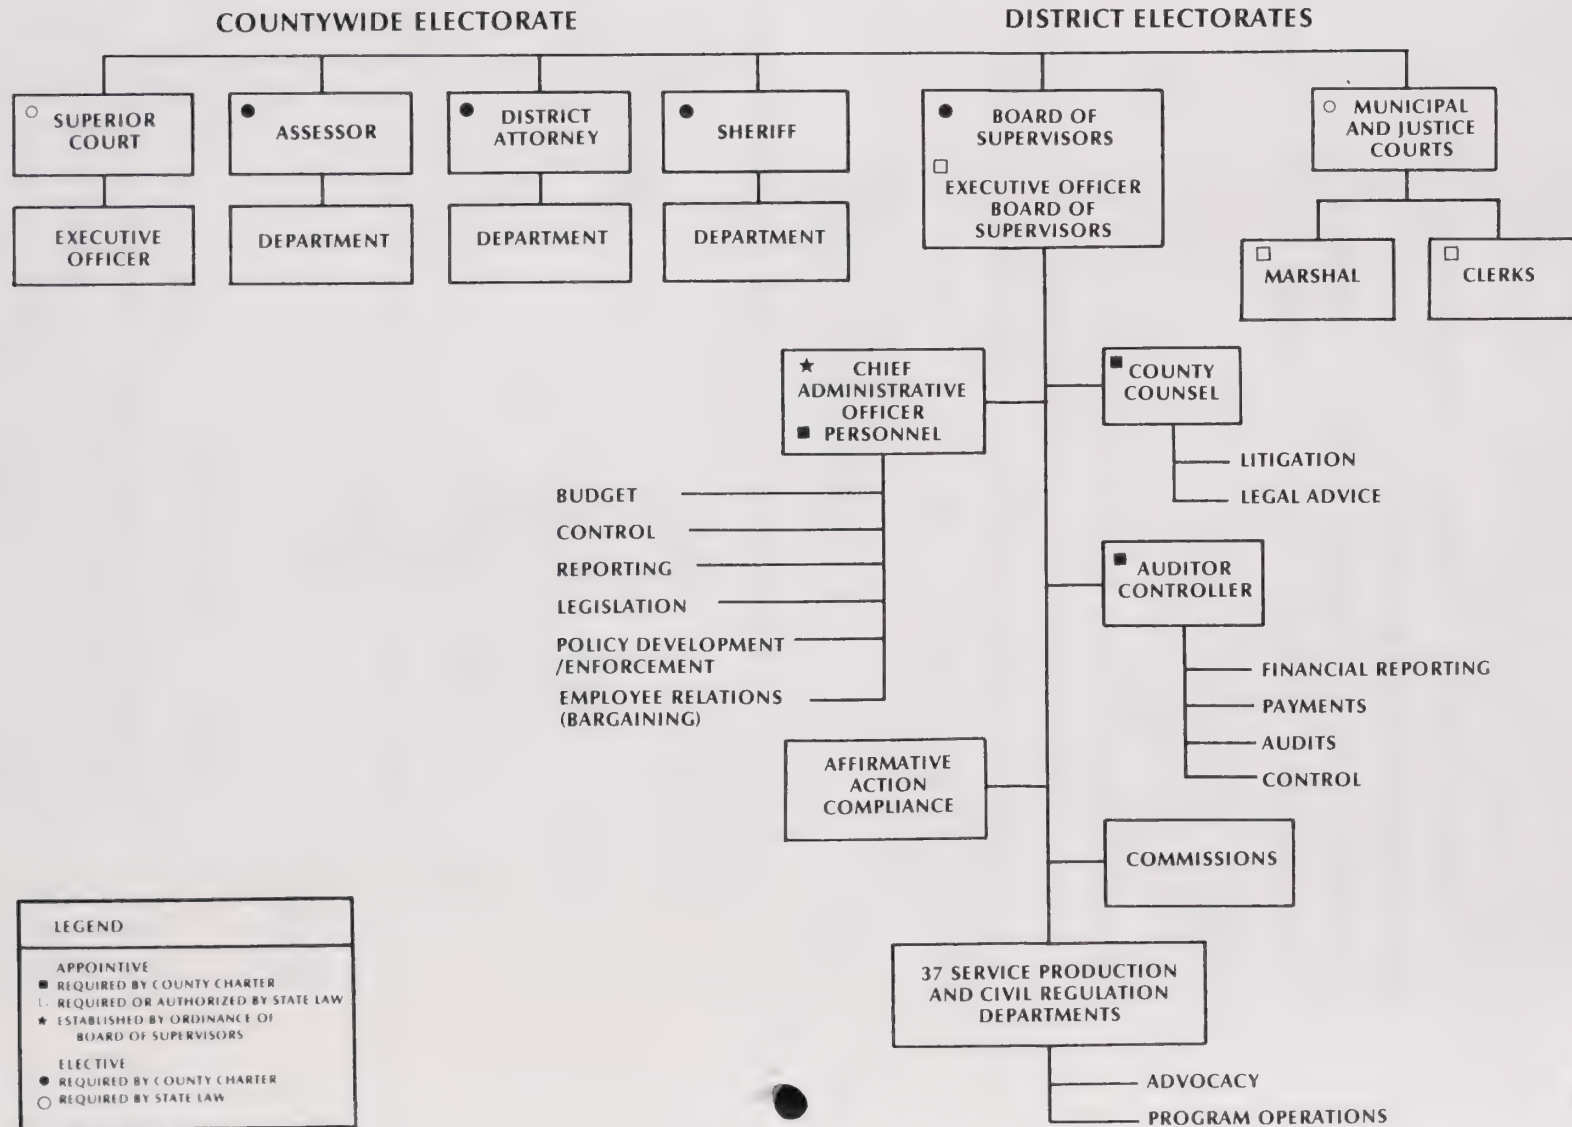 COUNTYWIDE ELECTORATE
DISTRICT ELECTORATES
SUPERIOR
COURT
ASSESSOR
DISTRICT
ATTORNEY
SHERIFF
BOARD OF
SUPERVISORS
EXECUTIVE OFFICER
BOARD OF
SUPERVISORS
MUNICIPAL
AND JUSTICE
COURTS
EXECUTIVE
OFFICER
DEPARTMENT
DEPARTMENT
DEPARTMENT
MARSHAL
CLERKS
CHIEF
ADMINISTRATIVE
OFFICER
PERSONNEL
COUNTY
COUNSEL
LITIGATION
LEGAL ADVICE
BUDGET
CONTROL
REPORTING
LEGISLATION
POLICY DEVELOPMENT
/ENFORCEMENT
EMPLOYEE RELATIONS
(BARGAINING)
AUDITOR
CONTROLLER
FINANCIAL REPORTING
PAYMENTS
AUDITS
CONTROL
AFFIRMATIVE
ACTION
COMPLIANCE
COMMISSIONS
37 SERVICE PRODUCTION
AND CIVIL REGULATION
DEPARTMENTS
ADVOCACY
PROGRAM OPERATIONS
LEGEND
APPOINTIVE
REQUIRED BY COUNTY CHARTER
REQUIRED OR AUTHORIZED BY STATE LAW
ESTABLISHED BY ORDINANCE OF
BOARD OF SUPERVISORS
ELECTIVE
REQUIRED BY COUNTY CHARTER
REQUIRED BY STATE LAW